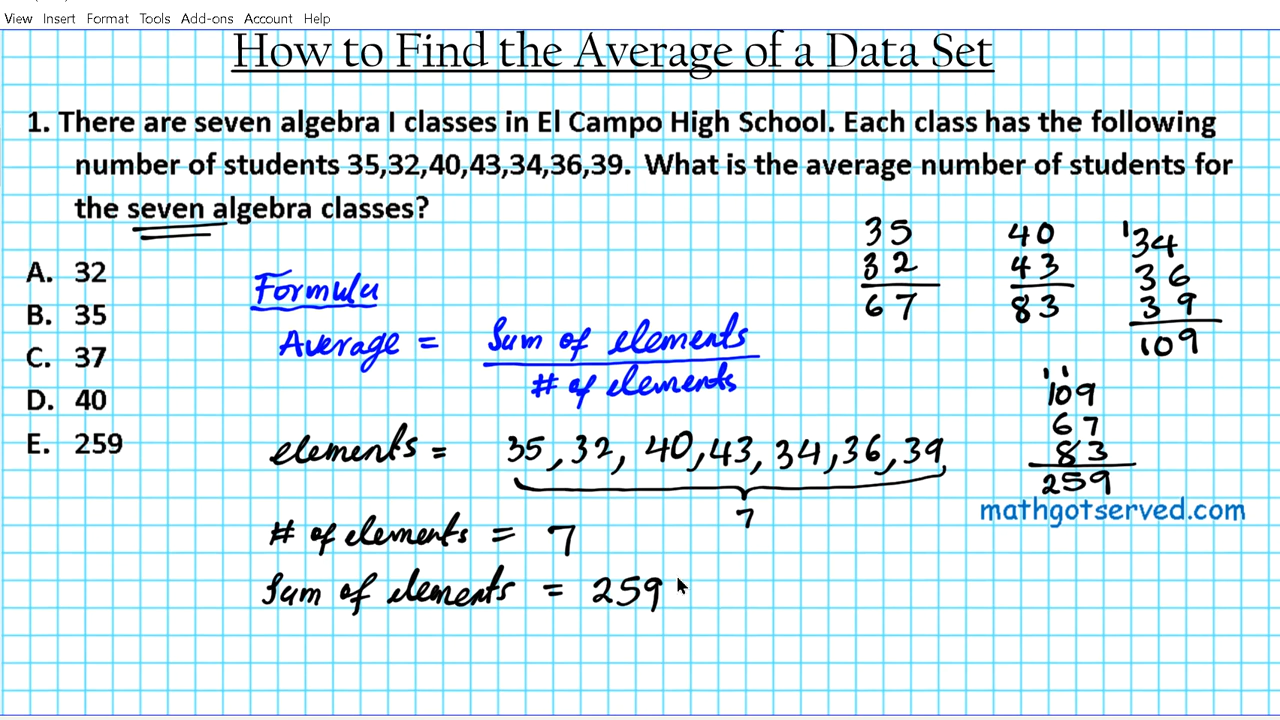 View Insert Format Tools Add-ons Account Help
How to Find the Average of a Data Set
1. There are seven algebra I classes in El Campo High School. Each class has the following
number of students 35,32,40,43,34,36,39. What is the average number of students for
the seven algebra classes?
A. 32
B. 35
C. 37
D. 40
E. 259
Formula
Average = Sum of elements
# of elements
elements = 35, 32, 40, 43, 34, 36, 39
7
# of elements = 7
Sum of elements = 259
35
32
67
40
43
83
1
34
36
39
109
1 1
109
67
83
259
mathgotserved.com